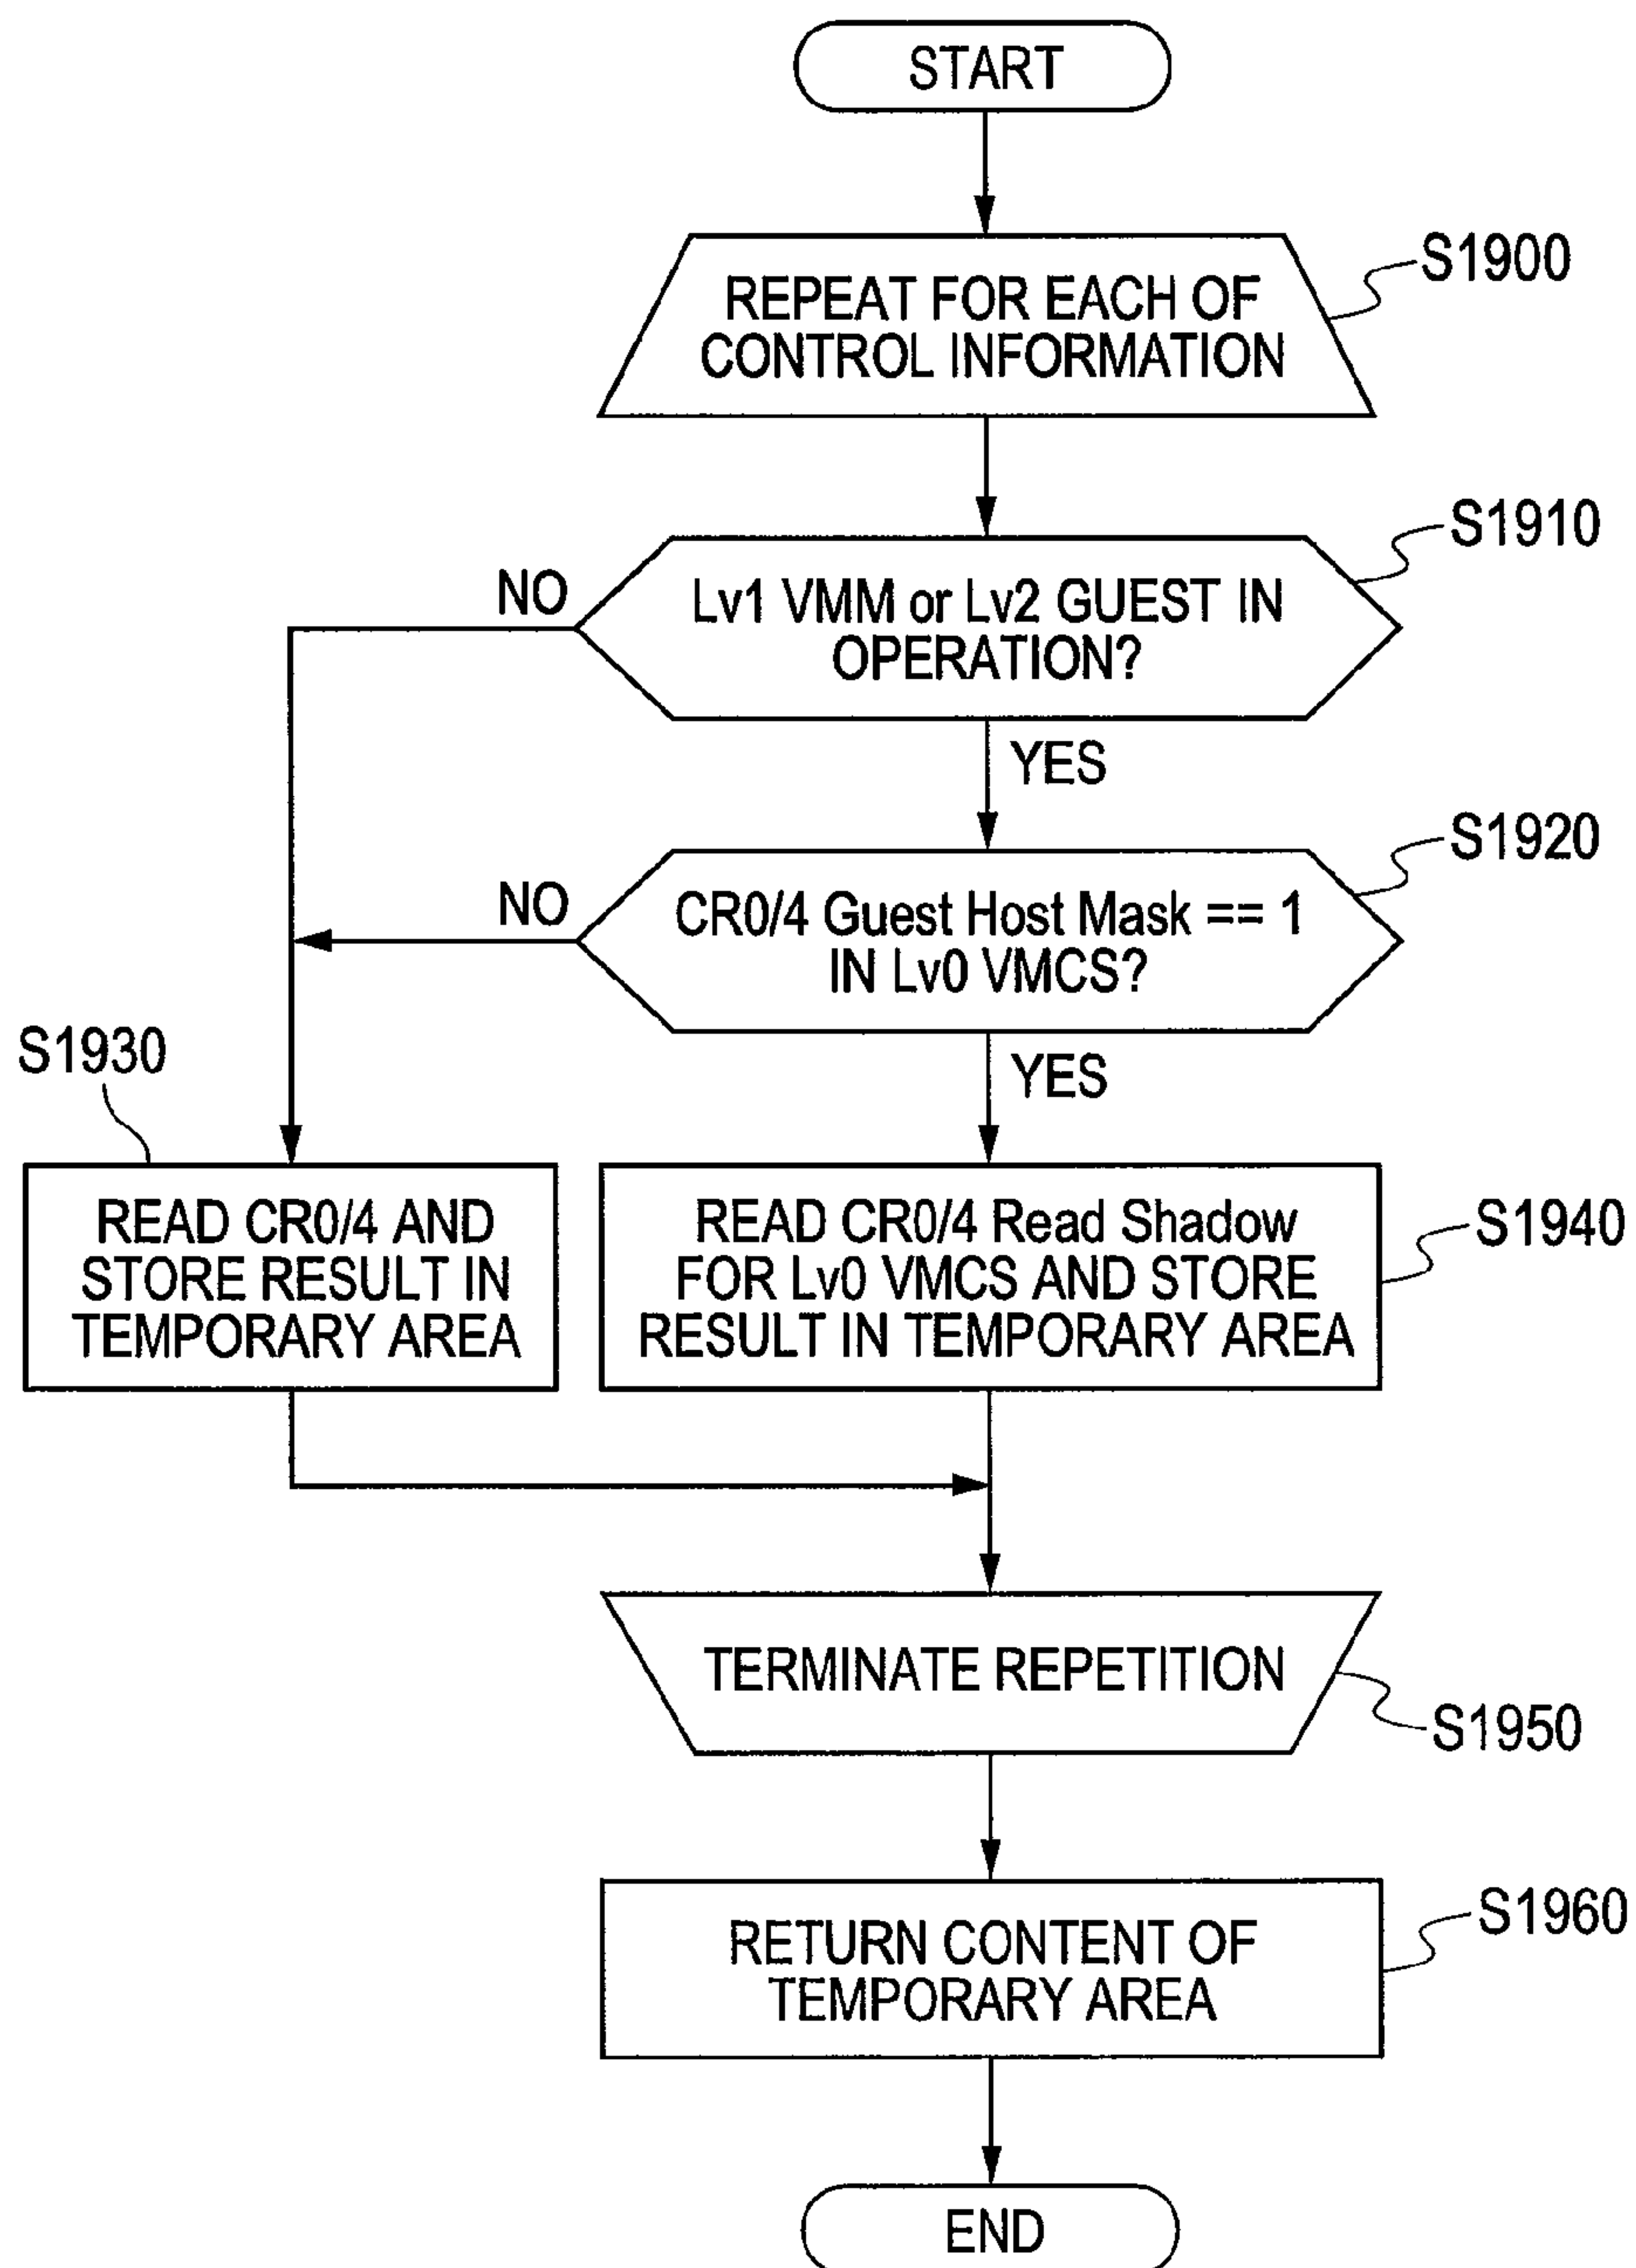 START
REPEAT FOR EACH OF
CONTROL INFORMATION
S1900
Lv1 VMM or Lv2 GUEST IN
OPERATION?
S1910
NO
YES
CR0/4 Guest Host Mask == 1
IN Lv0 VMCS?
S1920
NO
YES
S1930
READ CR0/4 AND
STORE RESULT IN
TEMPORARY AREA
READ CR0/4 Read Shadow
FOR Lv0 VMCS AND STORE
RESULT IN TEMPORARY AREA
S1940
TERMINATE REPETITION
S1950
RETURN CONTENT OF
TEMPORARY AREA
S1960
END